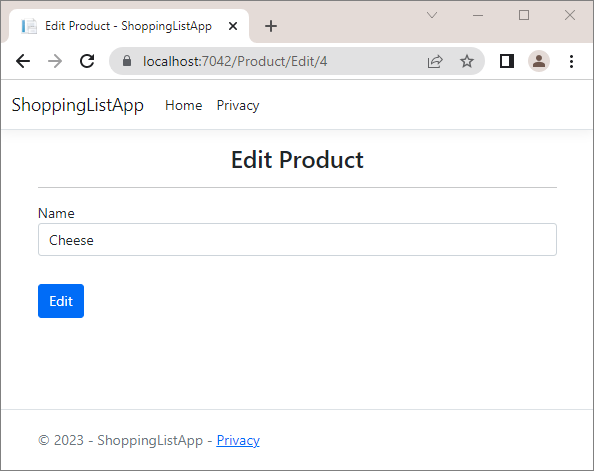 Edit Product - ShoppingListApp
localhost:7042/Product/Edit/4
ShoppingListApp Home Privacy
Edit Product
Name
Cheese
Edit
© 2023 - ShoppingListApp - Privacy